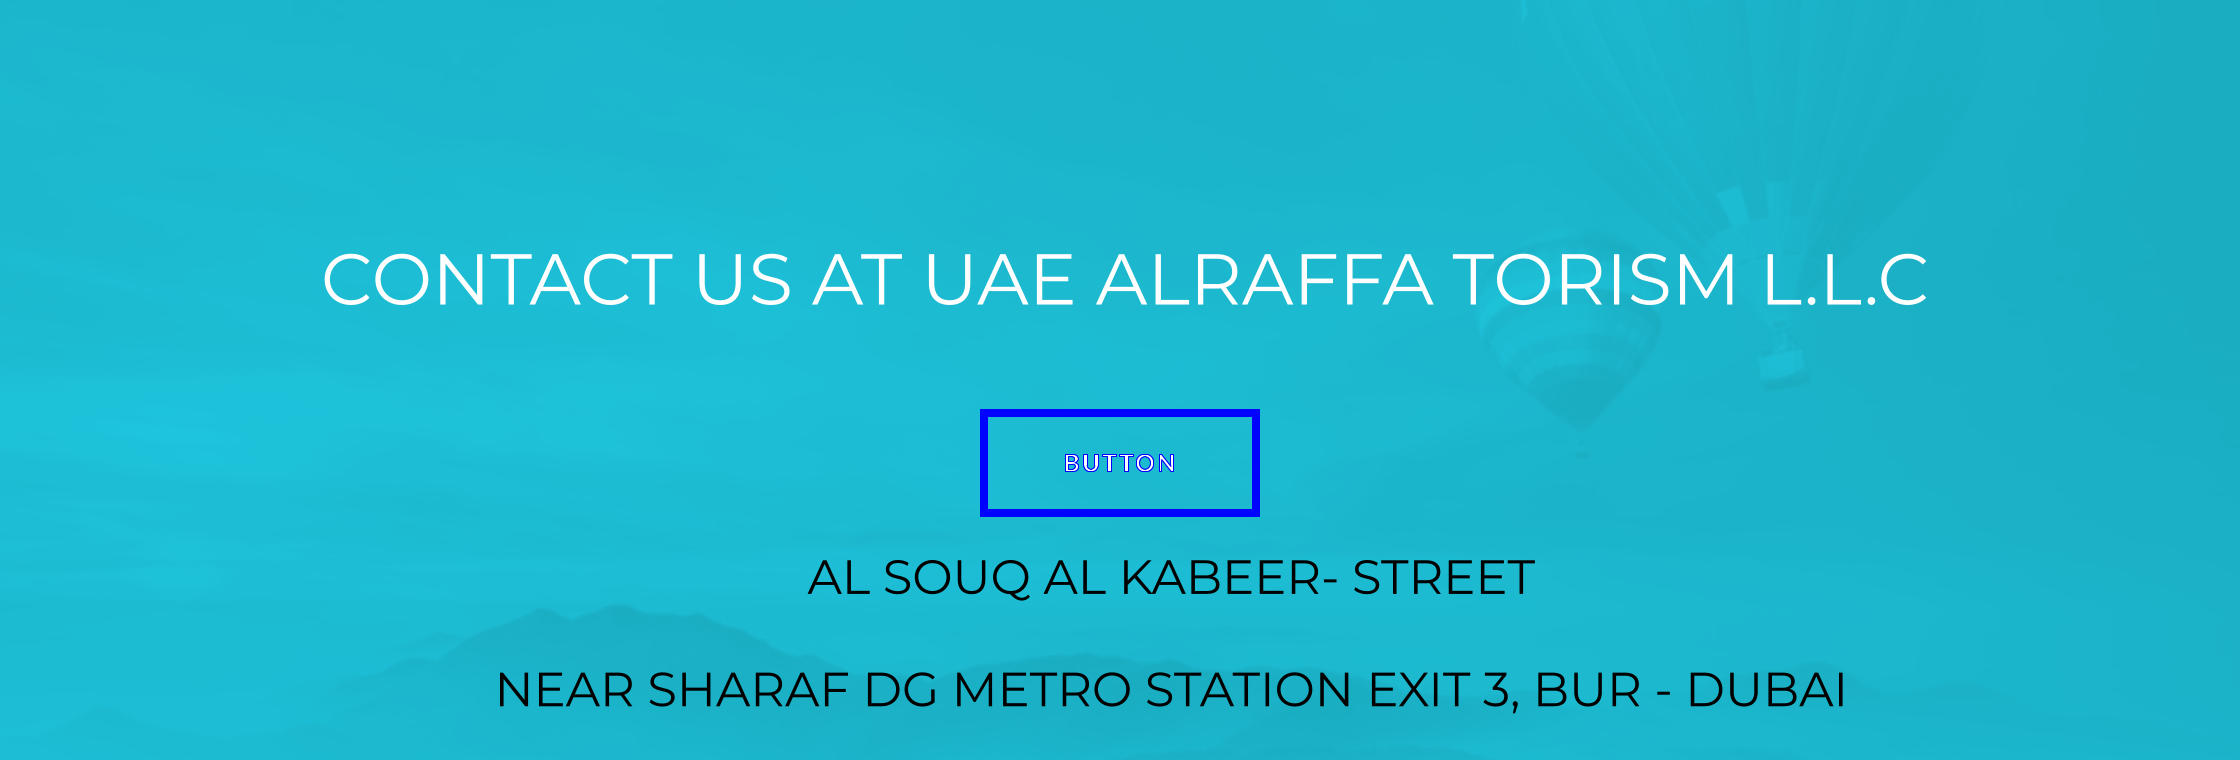 CONTACT US AT UAE ALRAFFA TORISM L.L.C
BUTTON
AL SOUQ AL KABEER- STREET
NEAR SHARAF DG METRO STATION EXIT 3, BUR - DUBAI